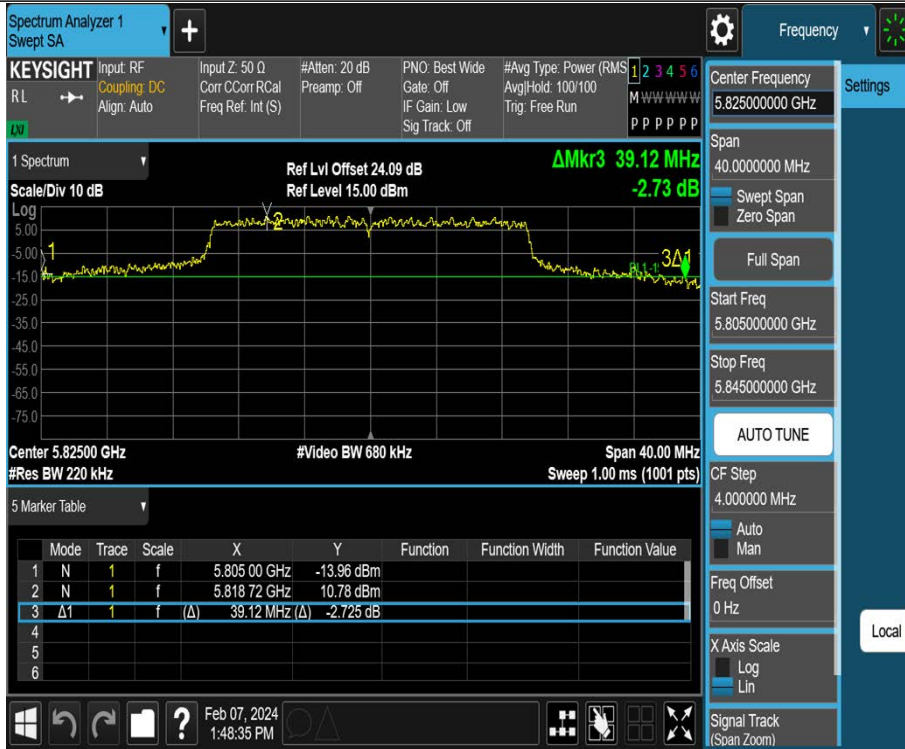 Spectrum Analyzer 1
Swept SA
Frequency
KEYSIGHT
RL
LXI
Input: RF
Coupling: DC
Align: Auto
Input Z: 50 Ω
Corr CCorr RCal
Freq Ref: Int (S)
#Atten: 20 dB
Preamp: Off
PNO: Best Wide
Gate: Off
IF Gain: Low
Sig Track: Off
#Avg Type: Power (RMS
Avg|Hold: 100/100
Trig: Free Run
1 2 3 4 5 6
M W W W W W
P P P P P P
Center Frequency
5.825000000 GHz
Settings
1 Spectrum
Scale/Div 10 dB
Ref Lvl Offset 24.09 dB
Ref Level 15.00 dBm
ΔMkr3 39.12 MHz
-2.73 dB
Span
40.0000000 MHz
Swept Span
Zero Span
Full Span
Start Freq
5.805000000 GHz
Stop Freq
5.845000000 GHz
AUTO TUNE
CF Step
4.000000 MHz
Auto
Man
Freq Offset
0 Hz
X Axis Scale
Log
Lin
Signal Track
(Span Zoom)
Local
Log
5.00
-5.00
-15.0
-25.0
-35.0
-45.0
-55.0
-65.0
-75.0
1
2
3Δ1
Center 5.82500 GHz
#Res BW 220 kHz
#Video BW 680 kHz
Span 40.00 MHz
Sweep 1.00 ms (1001 pts)
5 Marker Table
Mode Trace Scale X Y Function Function Width Function Value
1 N 1 f 5.805 00 GHz -13.96 dBm
2 N 1 f 5.818 72 GHz 10.78 dBm
3 Δ1 1 f (Δ) 39.12 MHz (Δ) -2.725 dB
4
5
6
Feb 07, 2024
1:48:35 PM